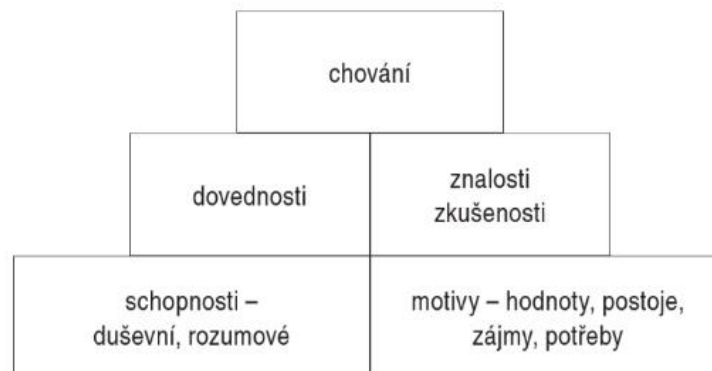 chování
dovednosti
znalosti
zkušenosti
schopnosti –
duševní, rozumové
motivy – hodnoty, postoje,
zájmy, potřeby